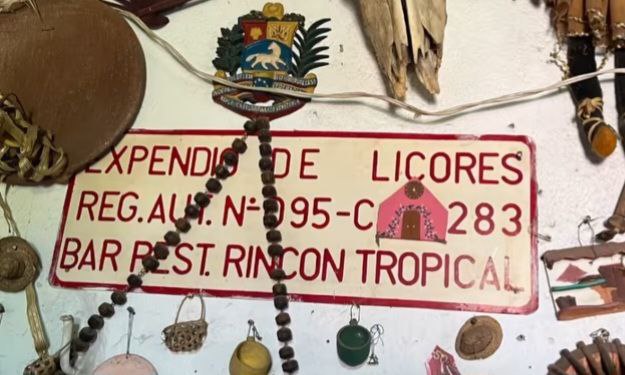 EXPENDIO DE LICORES
REG. AUT. Nº 095-C 283
BAR REST. RINCON TROPICAL